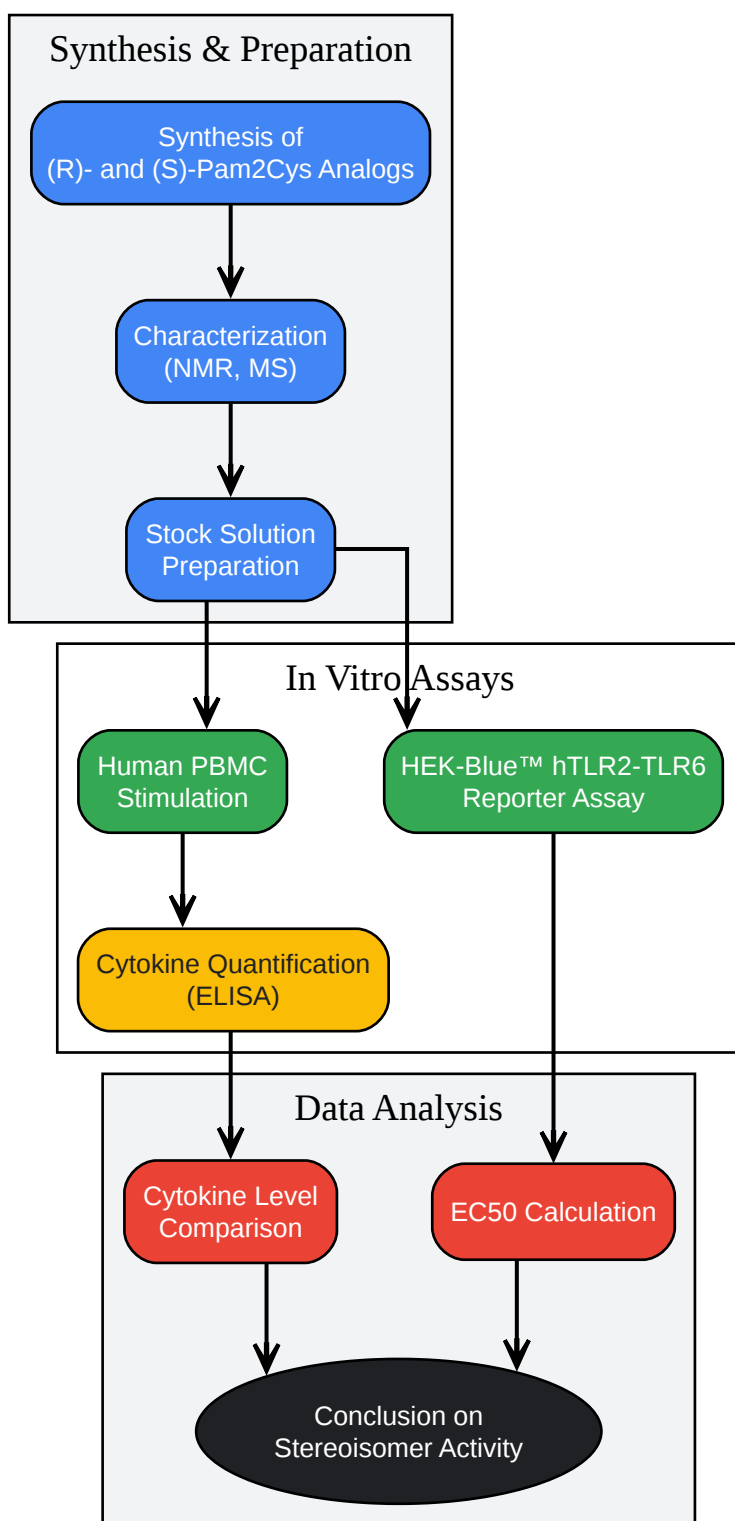 Synthesis & Preparation
Synthesis of
(R)- and (S)-Pam2Cys Analogs
Characterization
(NMR, MS)
Stock Solution
Preparation
In Vitro Assays
Human PBMC
Stimulation
HEK-Blue™ hTLR2-TLR6
Reporter Assay
Cytokine Quantification
(ELISA)
Data Analysis
Cytokine Level
Comparison
EC50 Calculation
Conclusion on
Stereoisomer Activity